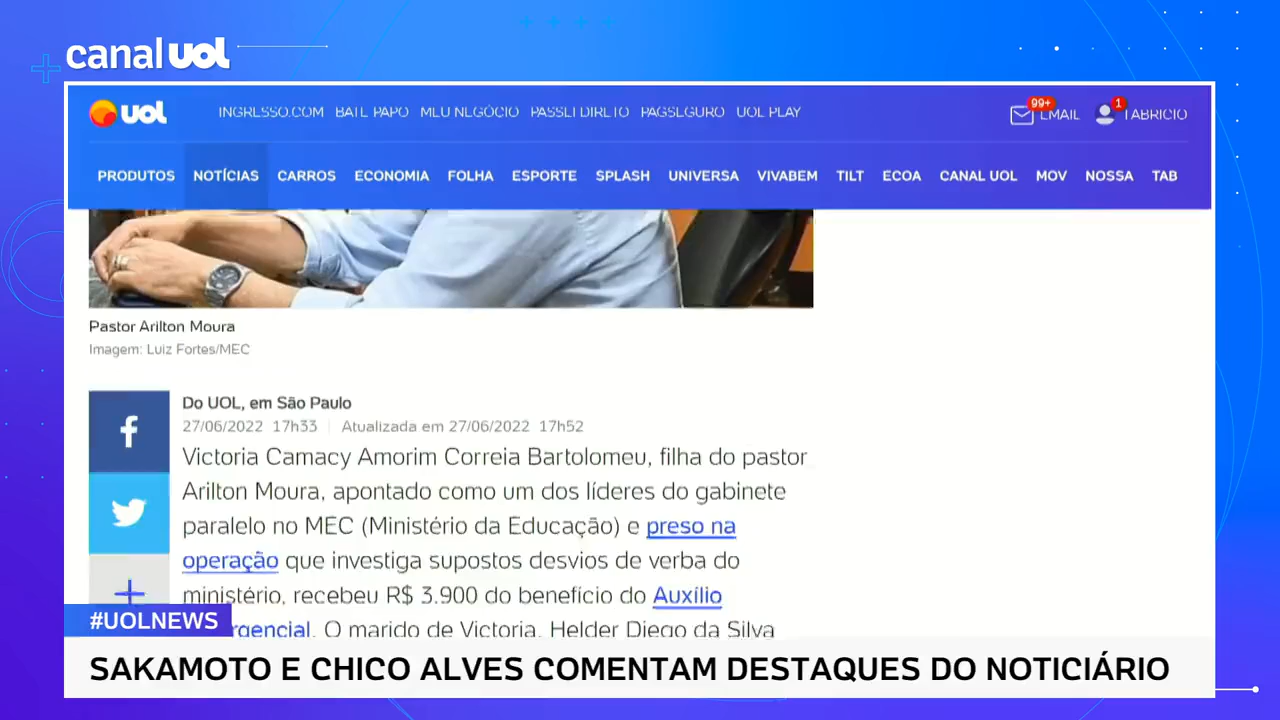 canal uol
uol
INGRESSO.COM BATE PAPO MEU NEGÓCIO PASSEI DIRETO PAGSEGURO UOL PLAY
99+ EMAIL 1 FABRICIO
PRODUTOS NOTÍCIAS CARROS ECONOMIA FOLHA ESPORTE SPLASH UNIVERSA VIVABEM TILT ECOA CANAL UOL MOV NOSSA TAB
Pastor Arilton Moura
Imagem: Luiz Fortes/MEC
Do UOL, em São Paulo
27/06/2022 17h33 | Atualizada em 27/06/2022 17h52
Victoria Camacy Amorim Correia Bartolomeu, filha do pastor
Arilton Moura, apontado como um dos líderes do gabinete
paralelo no MEC (Ministério da Educação) e preso na
operação que investiga supostos desvios de verba do
ministério, recebeu R$ 3.900 do benefício do Auxílio
rgencial. O marido de Victoria, Helder Diego da Silva
#UOLNEWS
SAKAMOTO E CHICO ALVES COMENTAM DESTAQUES DO NOTICIÁRIO